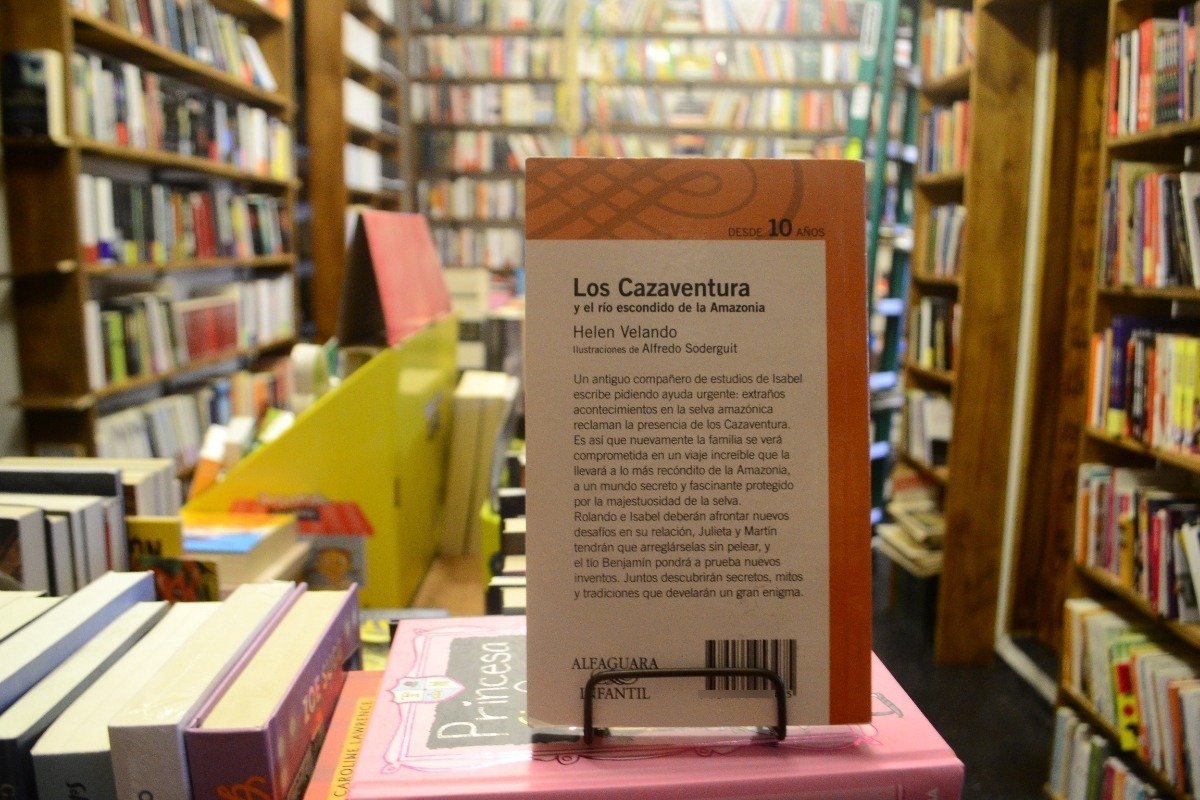 DESDE 10 AÑOS
Los Cazaventura
y el río escondido de la Amazonia
Helen Velando
Ilustraciones de Alfredo Soderguit
Un antiguo compañero de estudios de Isabel
escribe pidiendo ayuda urgente: extraños
acontecimientos en la selva amazónica
reclaman la presencia de los Cazaventura.
Es así que nuevamente la familia se verá
comprometida en un viaje increíble que la
llevará a lo más recóndito de la Amazonia,
a un mundo secreto y fascinante protegido
por la majestuosidad de la selva.
Rolando e Isabel deberán afrontar nuevos
desafíos en su relación, Julieta y Martín
tendrán que arreglárselas sin pelear, y
el tío Benjamín pondrá a prueba nuevos
inventos. Juntos descubrirán secretos, mitos
y tradiciones que develarán un gran enigma.
ALFAGUARA
INFANTIL
Princesa
CAROLINE LAWRENCE